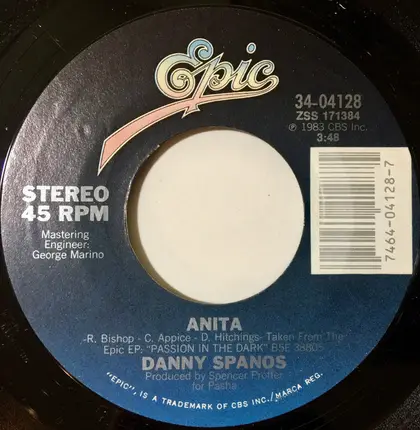 Epic
34-04128
ZSS 171384
℗ 1983 CBS Inc.
3:48
STEREO
45 RPM
Mastering
Engineer:
George Marino
7464-04128-7
ANITA
-R. Bishop - C. Appice - D. Hitchings- Taken From The
Epic EP: "PASSION IN THE DARK" B5E 38805
DANNY SPANOS
Produced by Spencer Proffer
for Pasha
"EPIC", IS A TRADEMARK OF CBS INC./MARCA REG.